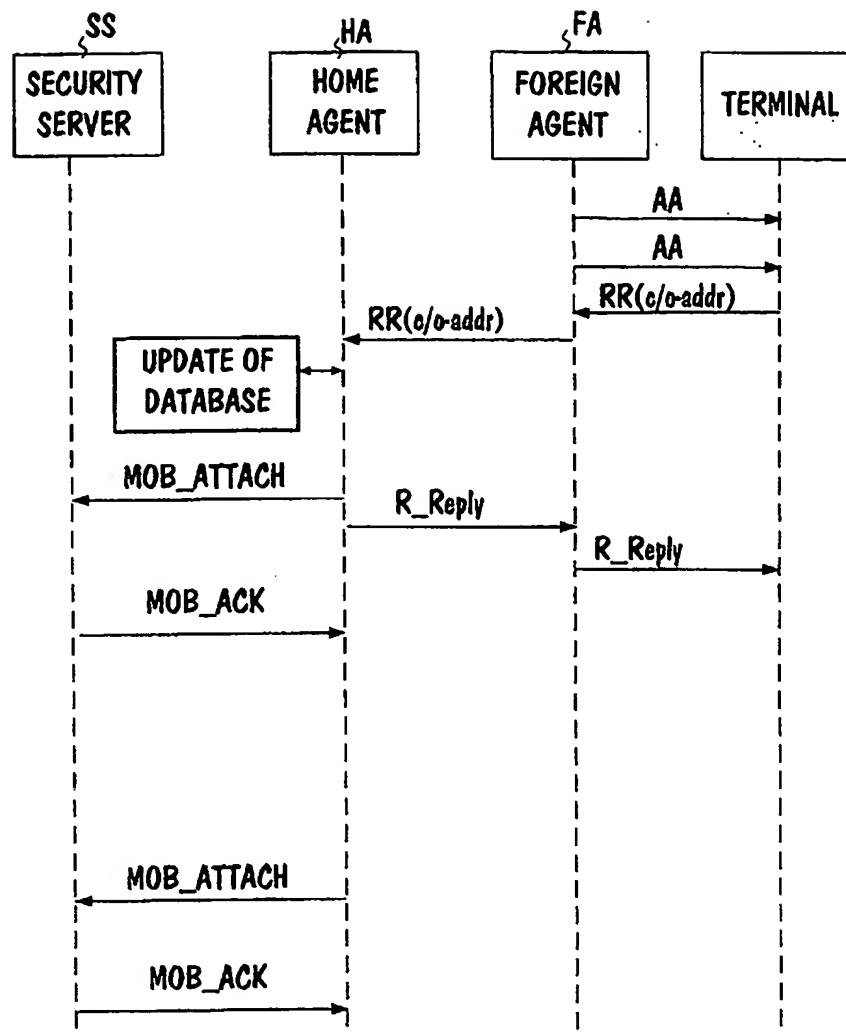 SS
HA
FA
SECURITY
SERVER
HOME
AGENT
FOREIGN
AGENT
TERMINAL
AA
AA
RR(c/o-addr)
RR(c/o-addr)
UPDATE OF
DATABASE
MOB_ATTACH
R_Reply
R_Reply
MOB_ACK
MOB_ATTACH
MOB_ACK